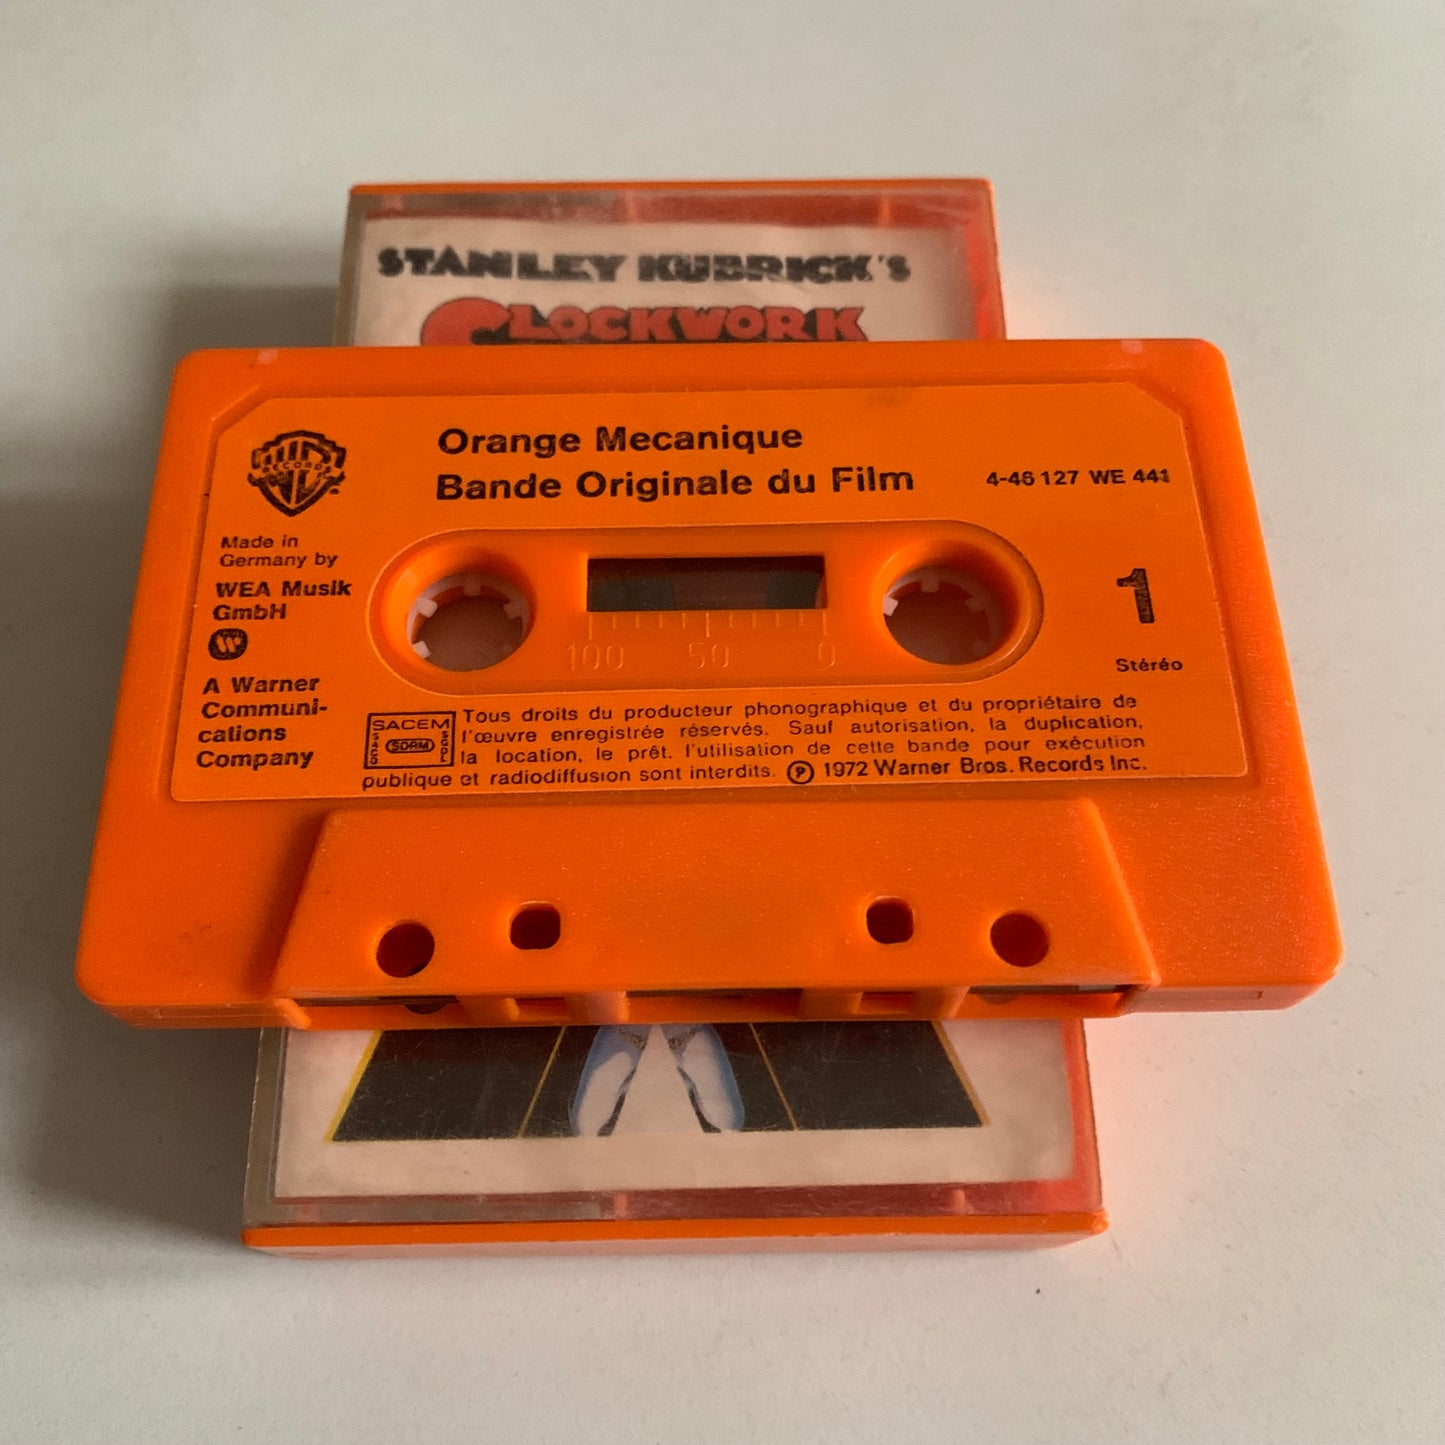 STANLEY KUBRICK'S
CLOCKWORK
Orange Mecanique
Bande Originale du Film
4-46 127 WE 441
RECORDS
Made in
Germany by
WEA Musik
GmbH
A Warner
Communi-
cations
Company
1
Stéréo
100 50 0
SACEM
SACD
SDRM
SGDL
Tous droits du producteur phonographique et du propriétaire de
l'œuvre enregistrée réservés. Sauf autorisation, la duplication,
la location, le prêt. l'utilisation de cette bande pour exécution
publique et radiodiffusion sont interdits. Ⓟ 1972 Warner Bros. Records Inc.